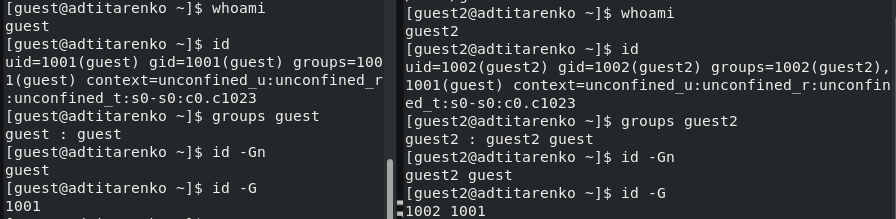 [guest@adtitarenko ~]$ whoami
guest
[guest@adtitarenko ~]$ id
uid=1001(guest) gid=1001(guest) groups=100
1(guest) context=unconfined_u:unconfined_r
:unconfined_t:s0-s0:c0.c1023
[guest@adtitarenko ~]$ groups guest
guest : guest
[guest@adtitarenko ~]$ id -Gn
guest
[guest@adtitarenko ~]$ id -G
1001
[guest2@adtitarenko ~]$ whoami
guest2
[guest2@adtitarenko ~]$ id
uid=1002(guest2) gid=1002(guest2) groups=1002(guest2),
1001(guest) context=unconfined_u:unconfined_r:unconfin
ed_t:s0-s0:c0.c1023
[guest2@adtitarenko ~]$ groups guest2
guest2 : guest2 guest
[guest2@adtitarenko ~]$ id -Gn
guest2 guest
[guest2@adtitarenko ~]$ id -G
1002 1001